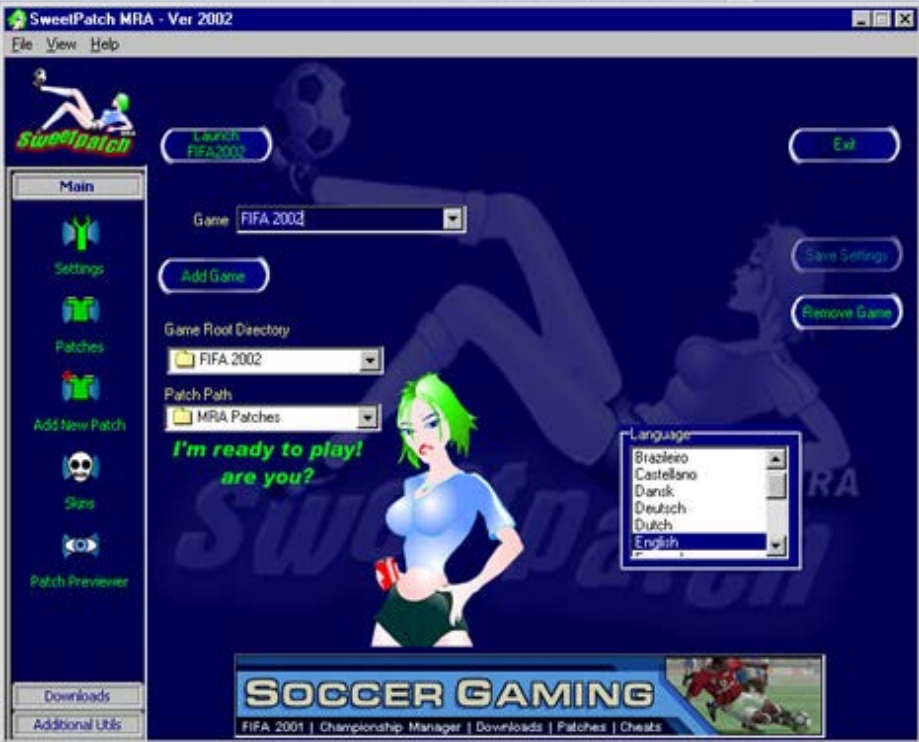 SweetPatch MRA - Ver 2002
File View Help
Sweetpatch
Launch
FIFA2002
Exit
Main
Game FIFA 2002
Settings
Add Game
Save Settings
Remove Game
Patches
Game Root Directory
FIFA 2002
Patch Path
MRA Patches
Add New Patch
I'm ready to play!
are you?
Language
Brazileiro
Castellano
Dansk
Deutsch
Dutch
English
MRA
Sweetpatch
Skins
Patch Previewer
Downloads
Additional Utils
SOCCER GAMING
FIFA 2001 | Championship Manager | Downloads | Patches | Cheats